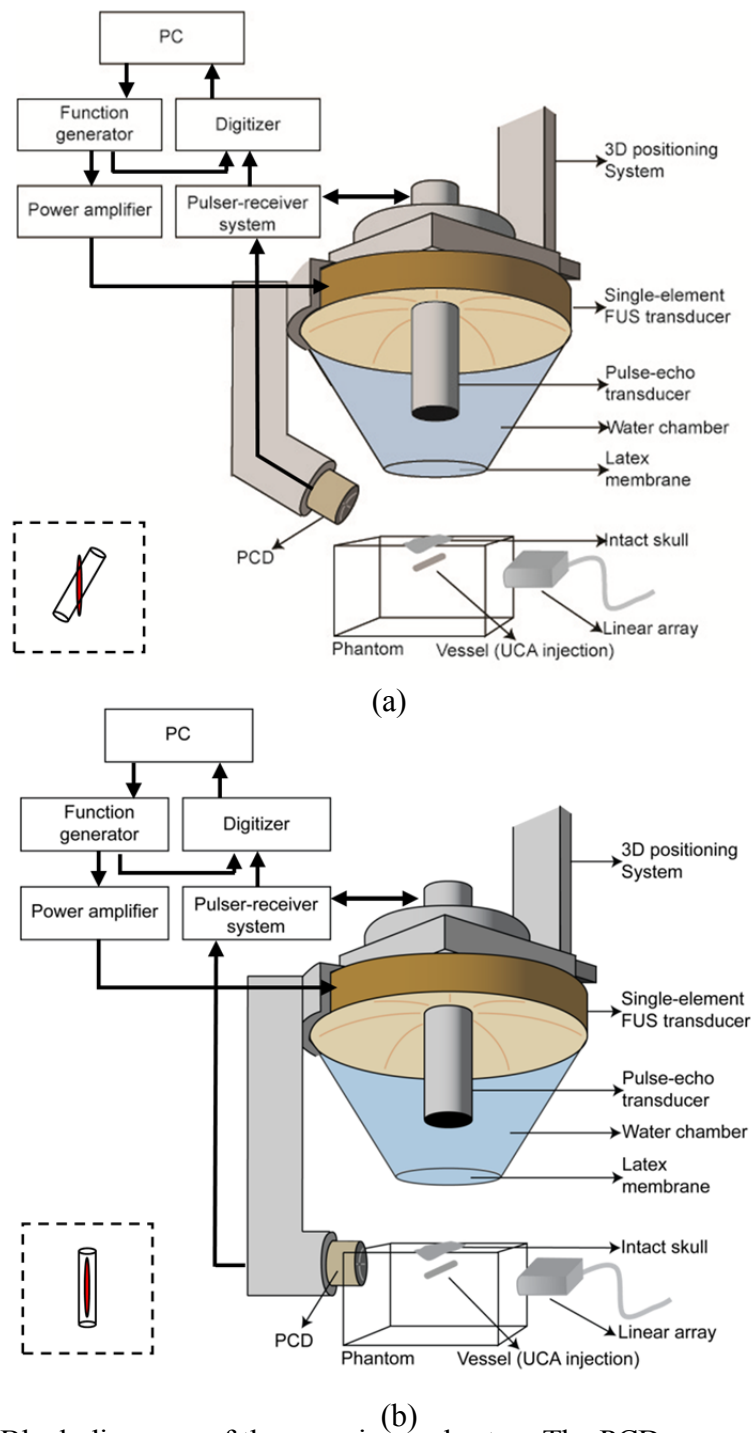 PC
Function
generator
Digitizer
Power amplifier
Pulser-receiver
system
3D positioning
System
Single-element
FUS transducer
Pulse-echo
transducer
Water chamber
Latex
membrane
PCD
Intact skull
Linear array
Phantom
Vessel (UCA injection)
(a)
PC
Function
generator
Digitizer
Power amplifier
Pulser-receiver
system
3D positioning
System
Single-element
FUS transducer
Pulse-echo
transducer
Water chamber
Latex
membrane
Intact skull
PCD
Linear array
Phantom
Vessel (UCA injection)
(b)